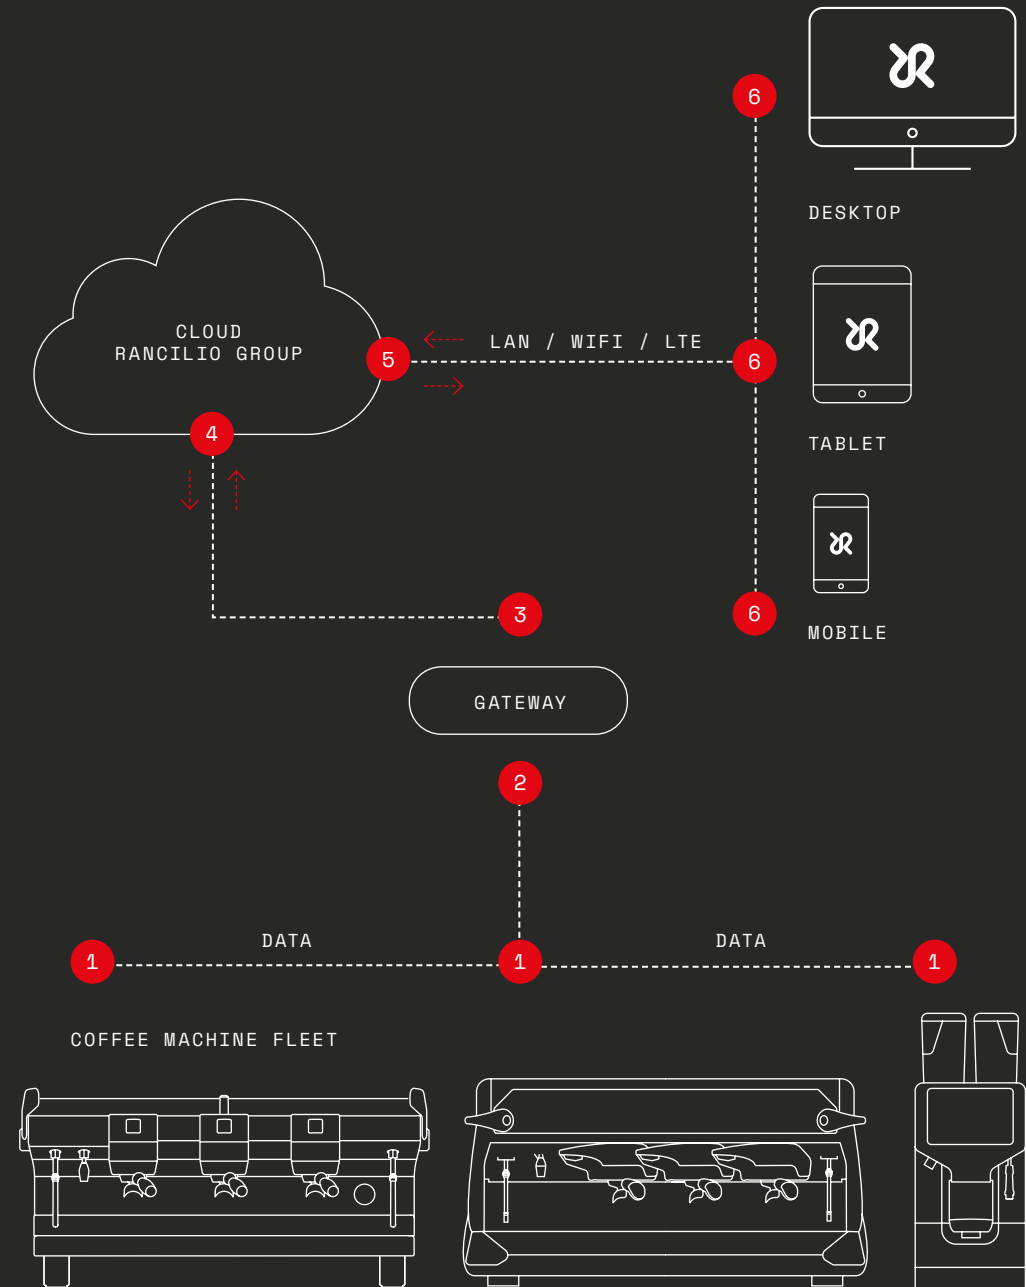 6
DESKTOP
CLOUD
RANCILIO GROUP
5
LAN / WIFI / LTE
6
4
TABLET
3
6
MOBILE
GATEWAY
2
DATA
DATA
1
1
1
COFFEE MACHINE FLEET